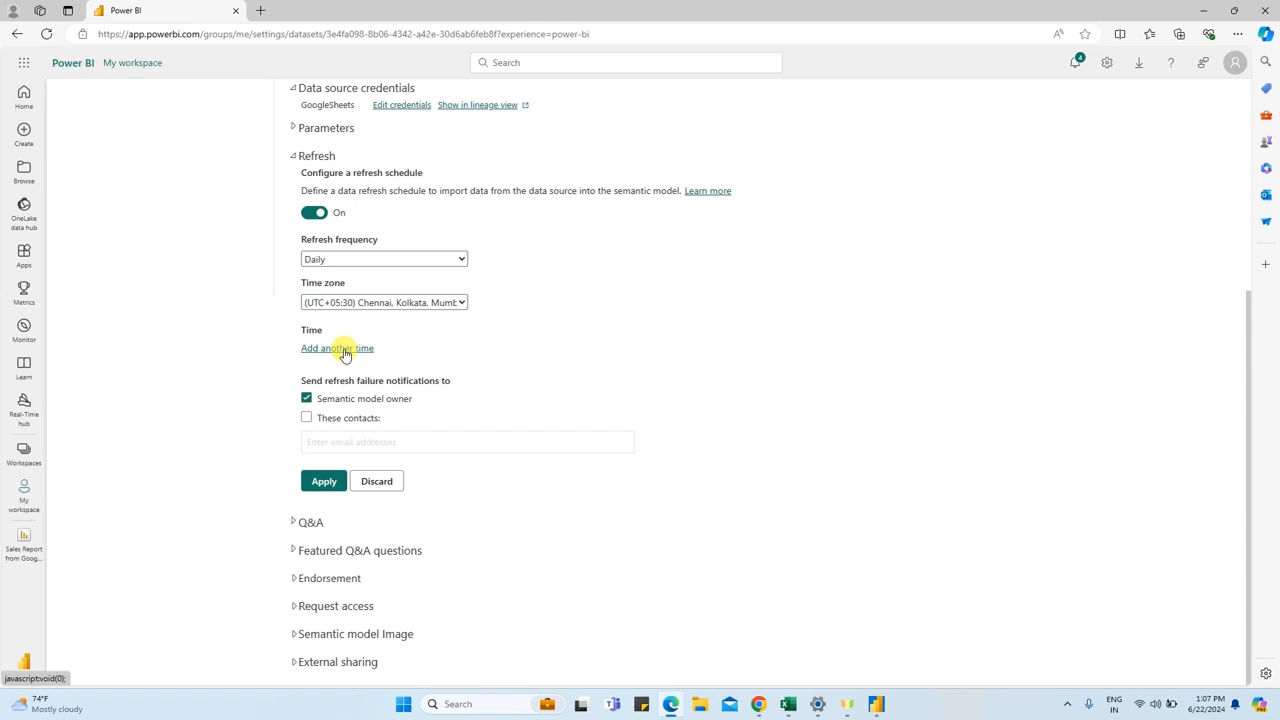 Power BI
https://app.powerbi.com/groups/me/settings/datasets/3e4fa098-8b06-4342-a42e-30d6ab6feb8f?experience=power-bi
Power BI My workspace
Search
4
Home
Create
Browse
OneLake
data hub
Apps
Metrics
Monitor
Learn
Real-Time
hub
Workspaces
My
workspace
Sales Report
from Goog...
Data source credentials
GoogleSheets Edit credentials Show in lineage view
Parameters
Refresh
Configure a refresh schedule
Define a data refresh schedule to import data from the data source into the semantic model. Learn more
On
Refresh frequency
Daily
Time zone
(UTC+05:30) Chennai, Kolkata, Mumb
Time
Add another time
Send refresh failure notifications to
Semantic model owner
These contacts:
Enter email addresses
Apply Discard
Q&A
Featured Q&A questions
Endorsement
Request access
Semantic model Image
External sharing
javascript:void(0);
74°F
Mostly cloudy
Search
ENG
IN
1:07 PM
6/22/2024